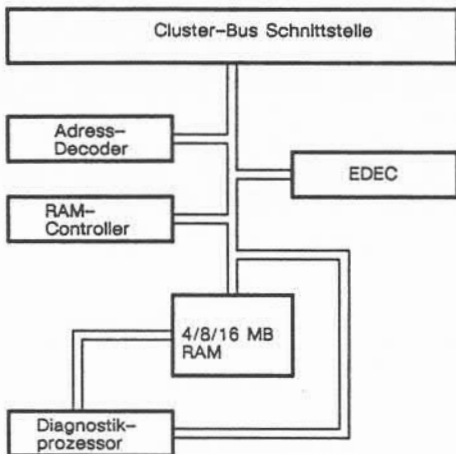 Cluster-Bus Schnittstelle
Adress-
Decoder
EDEC
RAM-
Controller
4/8/16 MB
RAM
Diagnostik-
prozessor